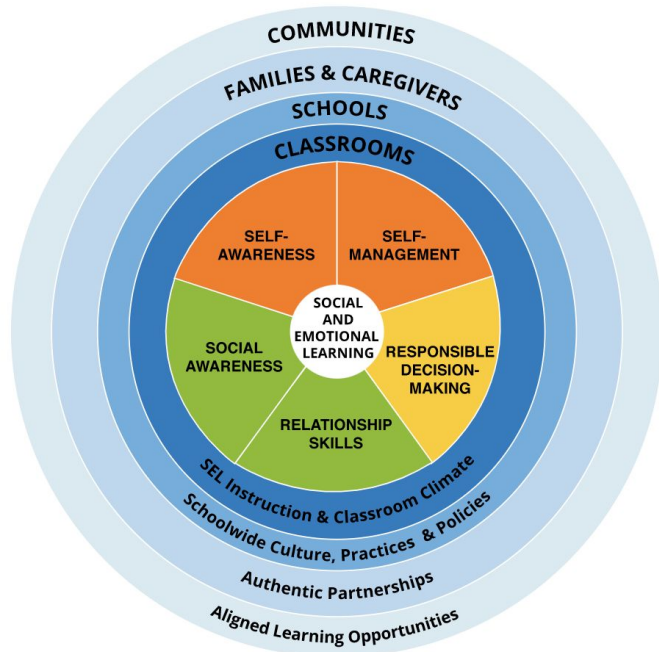 COMMUNITIES
FAMILIES & CAREGIVERS
SCHOOLS
CLASSROOMS
SELF-
AWARENESS
SELF-
MANAGEMENT
SOCIAL
AND
EMOTIONAL
LEARNING
SOCIAL
AWARENESS
RESPONSIBLE
DECISION-
MAKING
RELATIONSHIP
SKILLS
SEL Instruction & Classroom Climate
Schoolwide Culture, Practices & Policies
Authentic Partnerships
Aligned Learning Opportunities